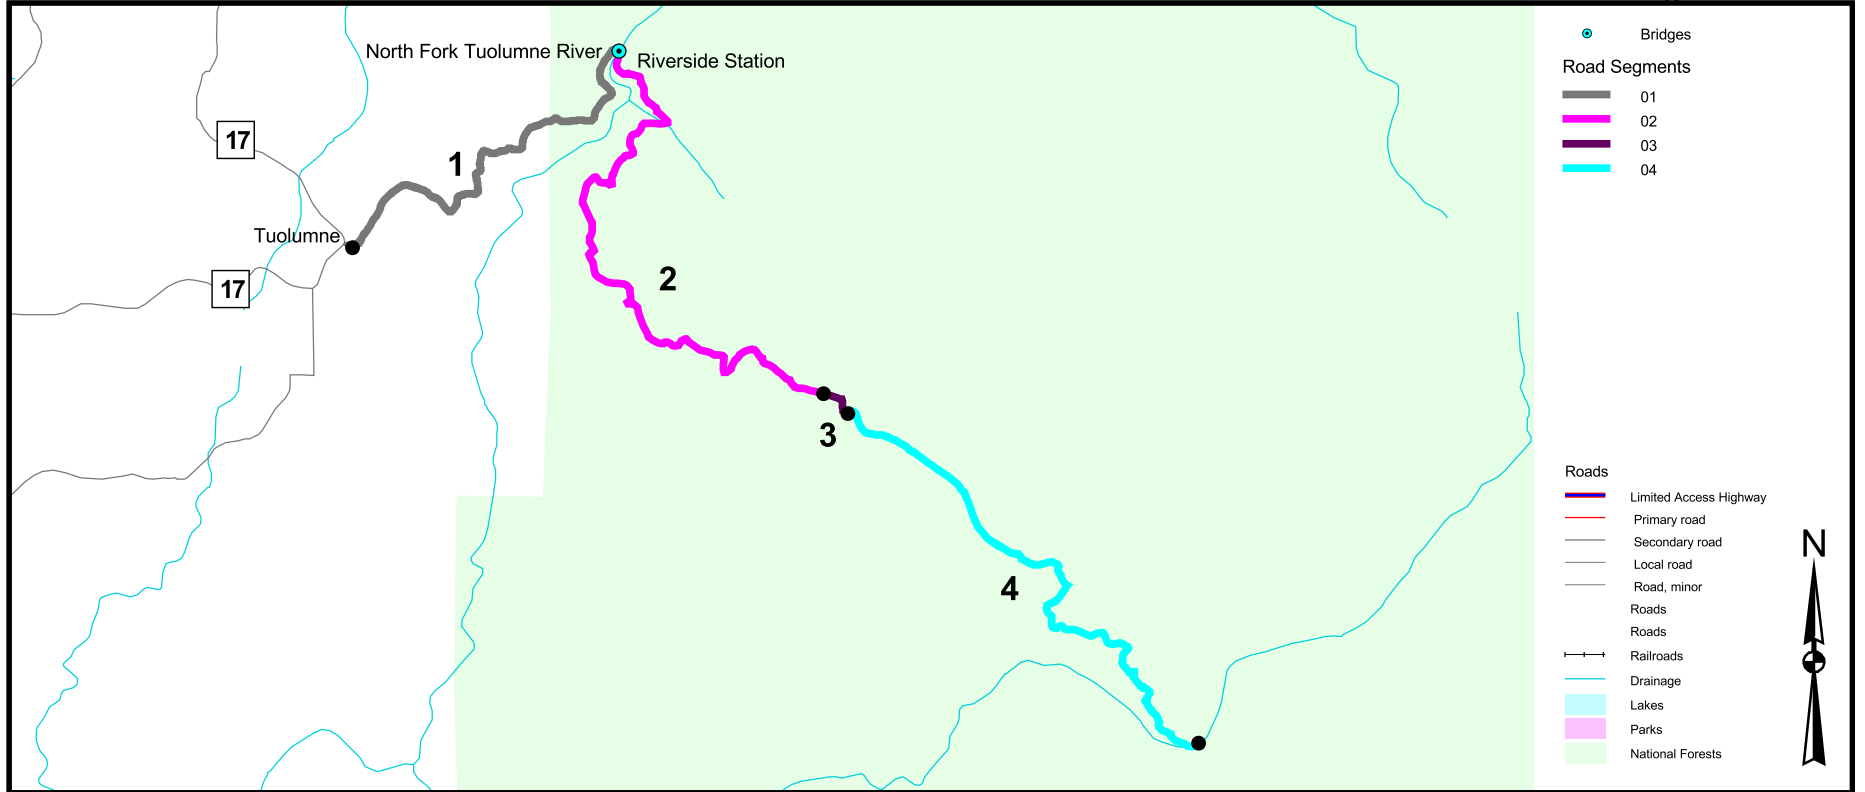 North Fork Tuolumne River
Riverside Station
17
1
Tuolumne
17
2
3
4
Bridges
Road Segments
01
02
03
04
Roads
Limited Access Highway
Primary road
Secondary road
Local road
Road, minor
Roads
Roads
Railroads
Drainage
Lakes
Parks
National Forests
N